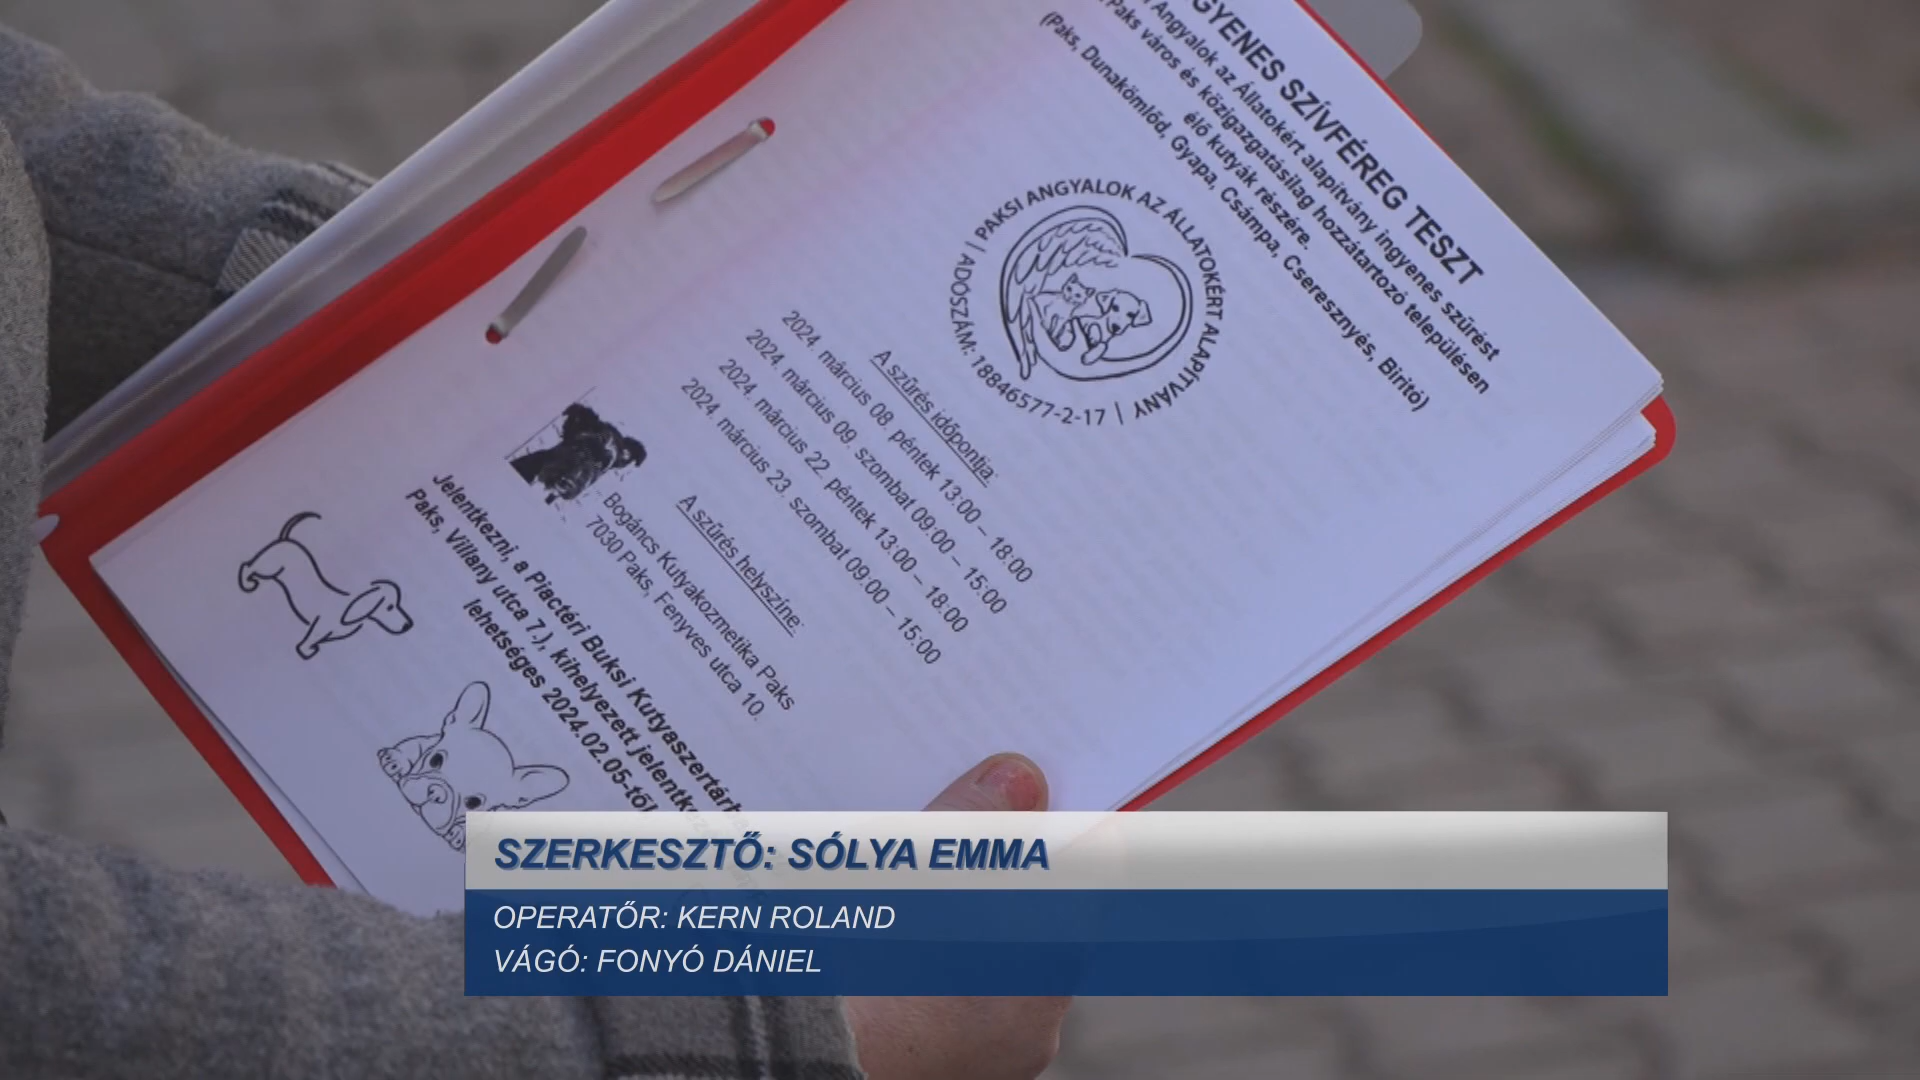 GYENES SZÍVFÉREG TESZT
Angyalok az Állatokért alapítvány ingyenes szűrést
Paks város és közigazgatásilag hozzátartozó településen
élő kutyák részére.
(Paks, Dunakömlőd, Gyapa, Csámpa, Cseresznyés, Biritó)
| PAKSI ANGYALOK AZ ÁLLATOKÉRT ALAPÍTVÁNY |
ADÓSZÁM: 18846577-2-17
A szűrés időpontja:
2024. március 08. péntek 13:00 – 18:00
2024. március 09. szombat 09:00 – 15:00
2024. március 22. péntek 13:00 – 18:00
2024. március 23. szombat 09:00 – 15:00
A szűrés helyszíne:
Bogáncs Kutyakozmetika Paks
7030 Paks, Fenyves utca 10.
Jelentkezni, a Piactéri Buksi
Paks, Villany utca 7.), kihelyezett
lehetséges 2024.02.05-től
SZERKESZTŐ: SÓLYA EMMA
OPERATŐR: KERN ROLAND
VÁGÓ: FONYÓ DÁNIEL